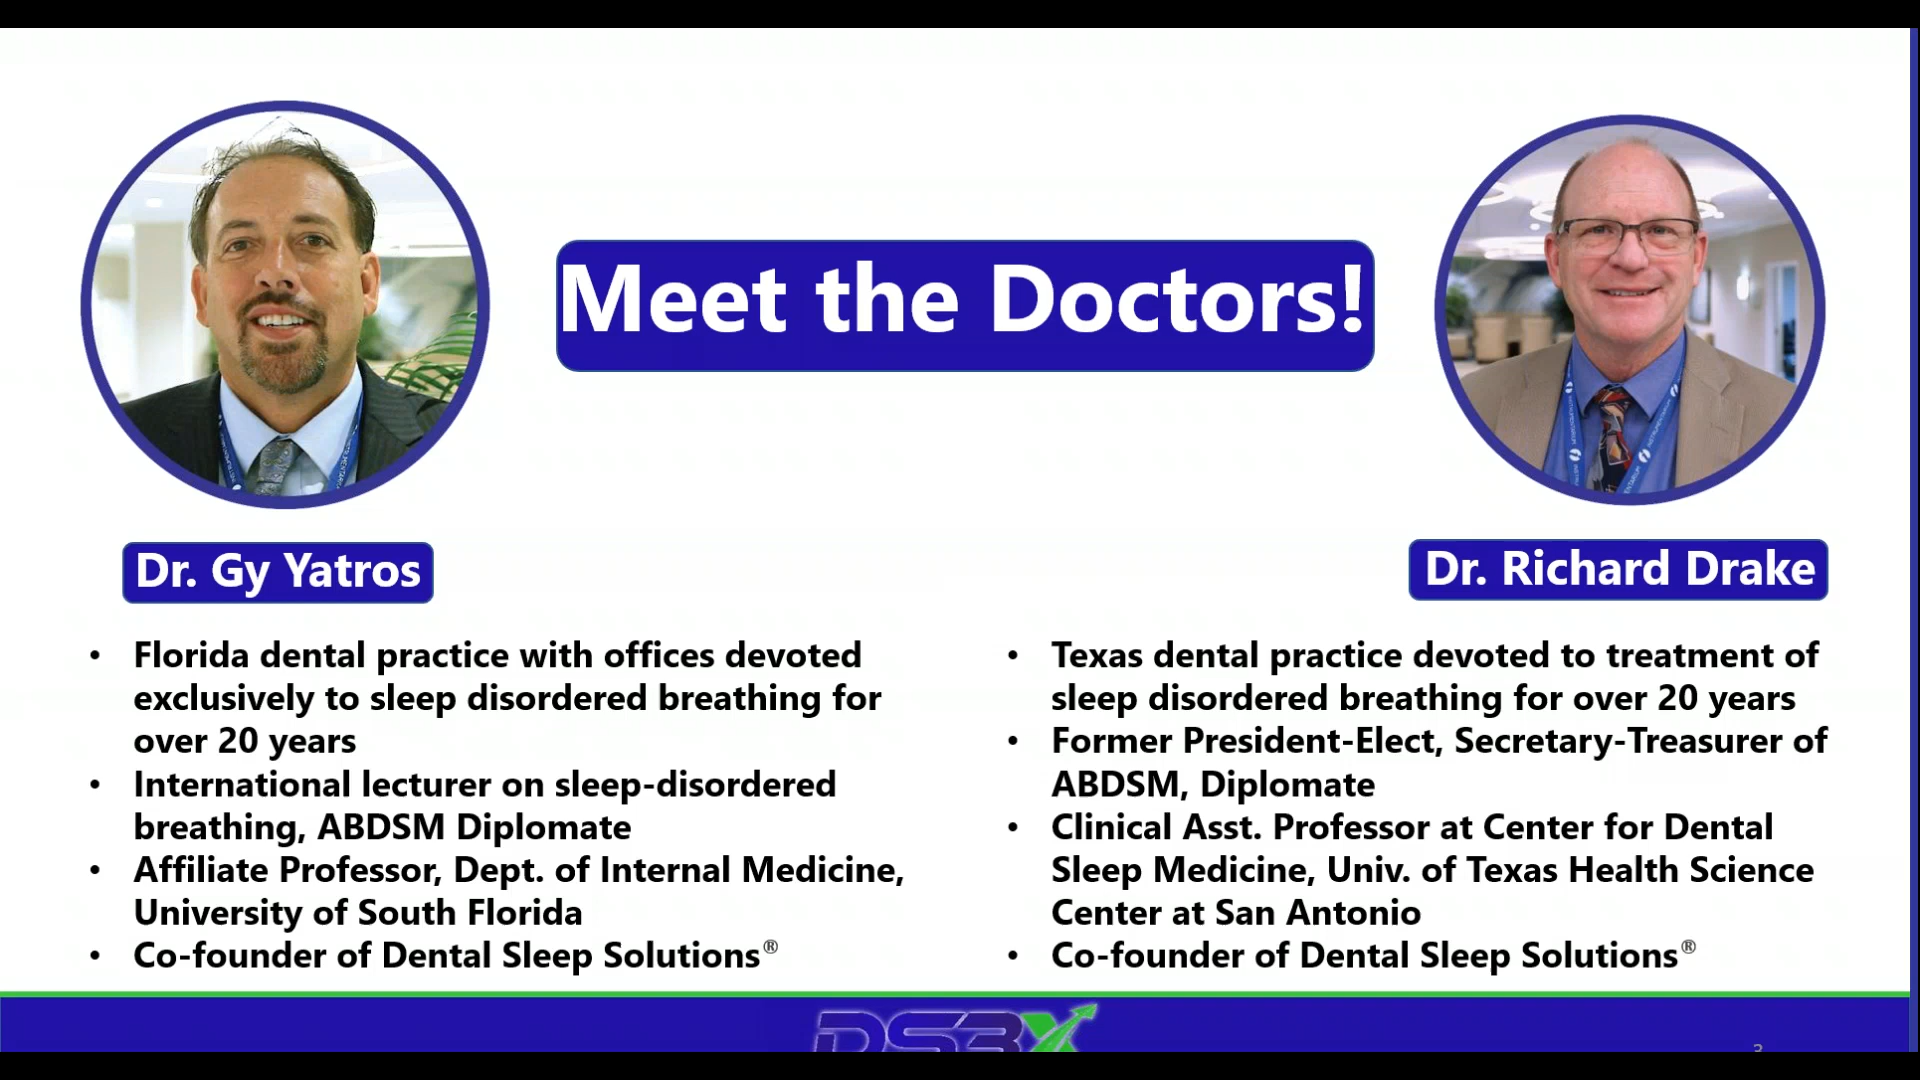 Meet the Doctors!
Dr. Gy Yatros
Florida dental practice with offices devoted
exclusively to sleep disordered breathing for
over 20 years
International lecturer on sleep-disordered
breathing, ABDSM Diplomate
Affiliate Professor, Dept. of Internal Medicine,
University of South Florida
Co-founder of Dental Sleep Solutions®
Dr. Richard Drake
Texas dental practice devoted to treatment of
sleep disordered breathing for over 20 years
Former President-Elect, Secretary-Treasurer of
ABDSM, Diplomate
Clinical Asst. Professor at Center for Dental
Sleep Medicine, Univ. of Texas Health Science
Center at San Antonio
Co-founder of Dental Sleep Solutions®
3